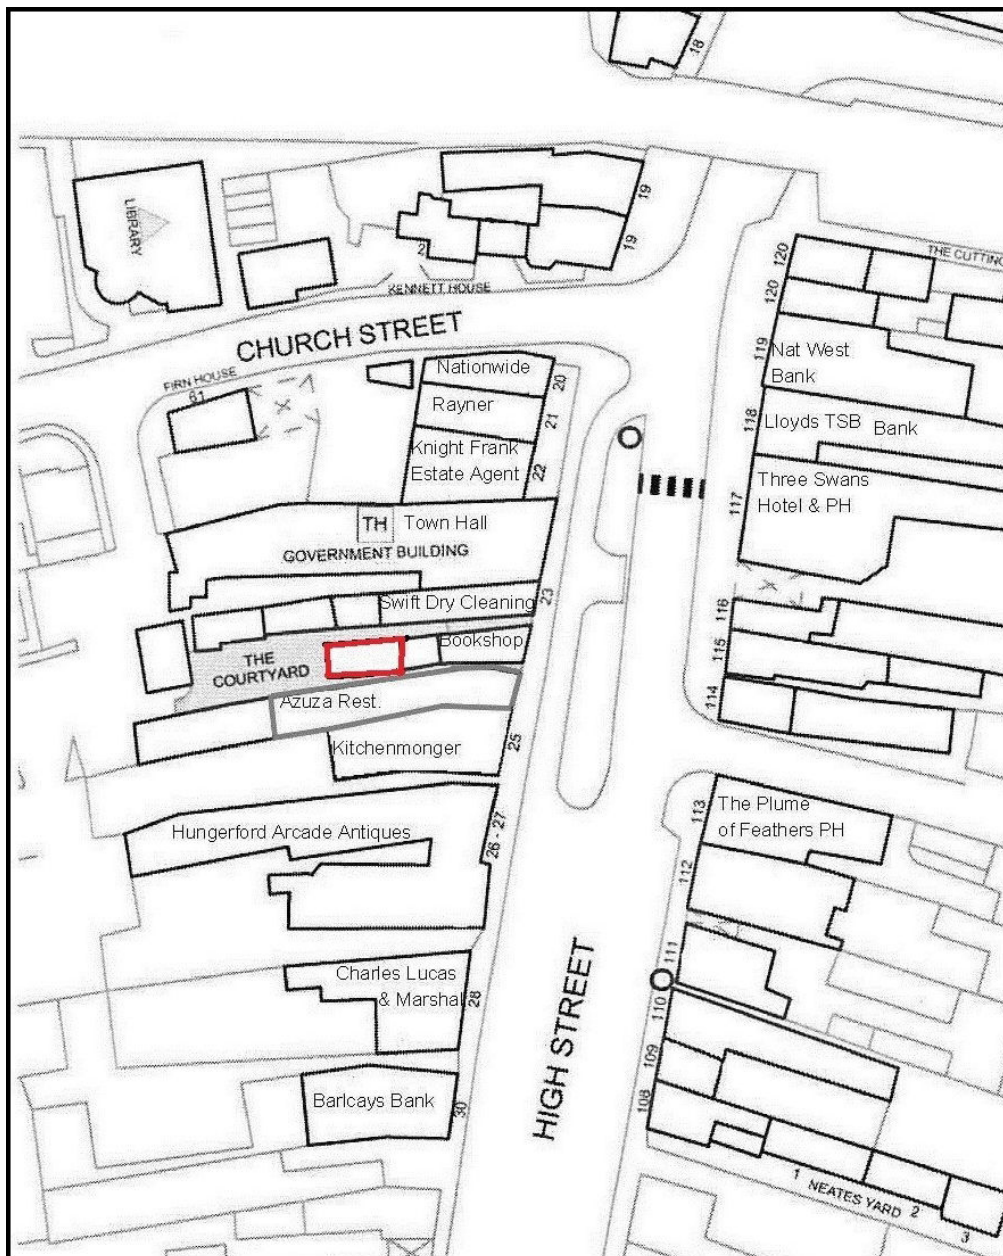 18
LIBRARY
19
19
2
KENNETT HOUSE
CHURCH STREET
THE CUTTING
120
120
119
Nat West
Bank
118
Lloyds TSB Bank
117
Three Swans
Hotel & PH
116
115
114
FIRN HOUSE
61
Nationwide
20
Rayner
21
Knight Frank
Estate Agent
22
TH
Town Hall
GOVERNMENT BUILDING
Swift Dry Cleaning
23
Bookshop
THE
COURTYARD
Azuza Rest.
Kitchenmonger
25
Hungerford Arcade Antiques
26 - 27
113
The Plume
of Feathers PH
112
111
110
109
108
Charles Lucas
& Marshal
28
HIGH STREET
Barlcays Bank
30
1 NEATES YARD 2
3